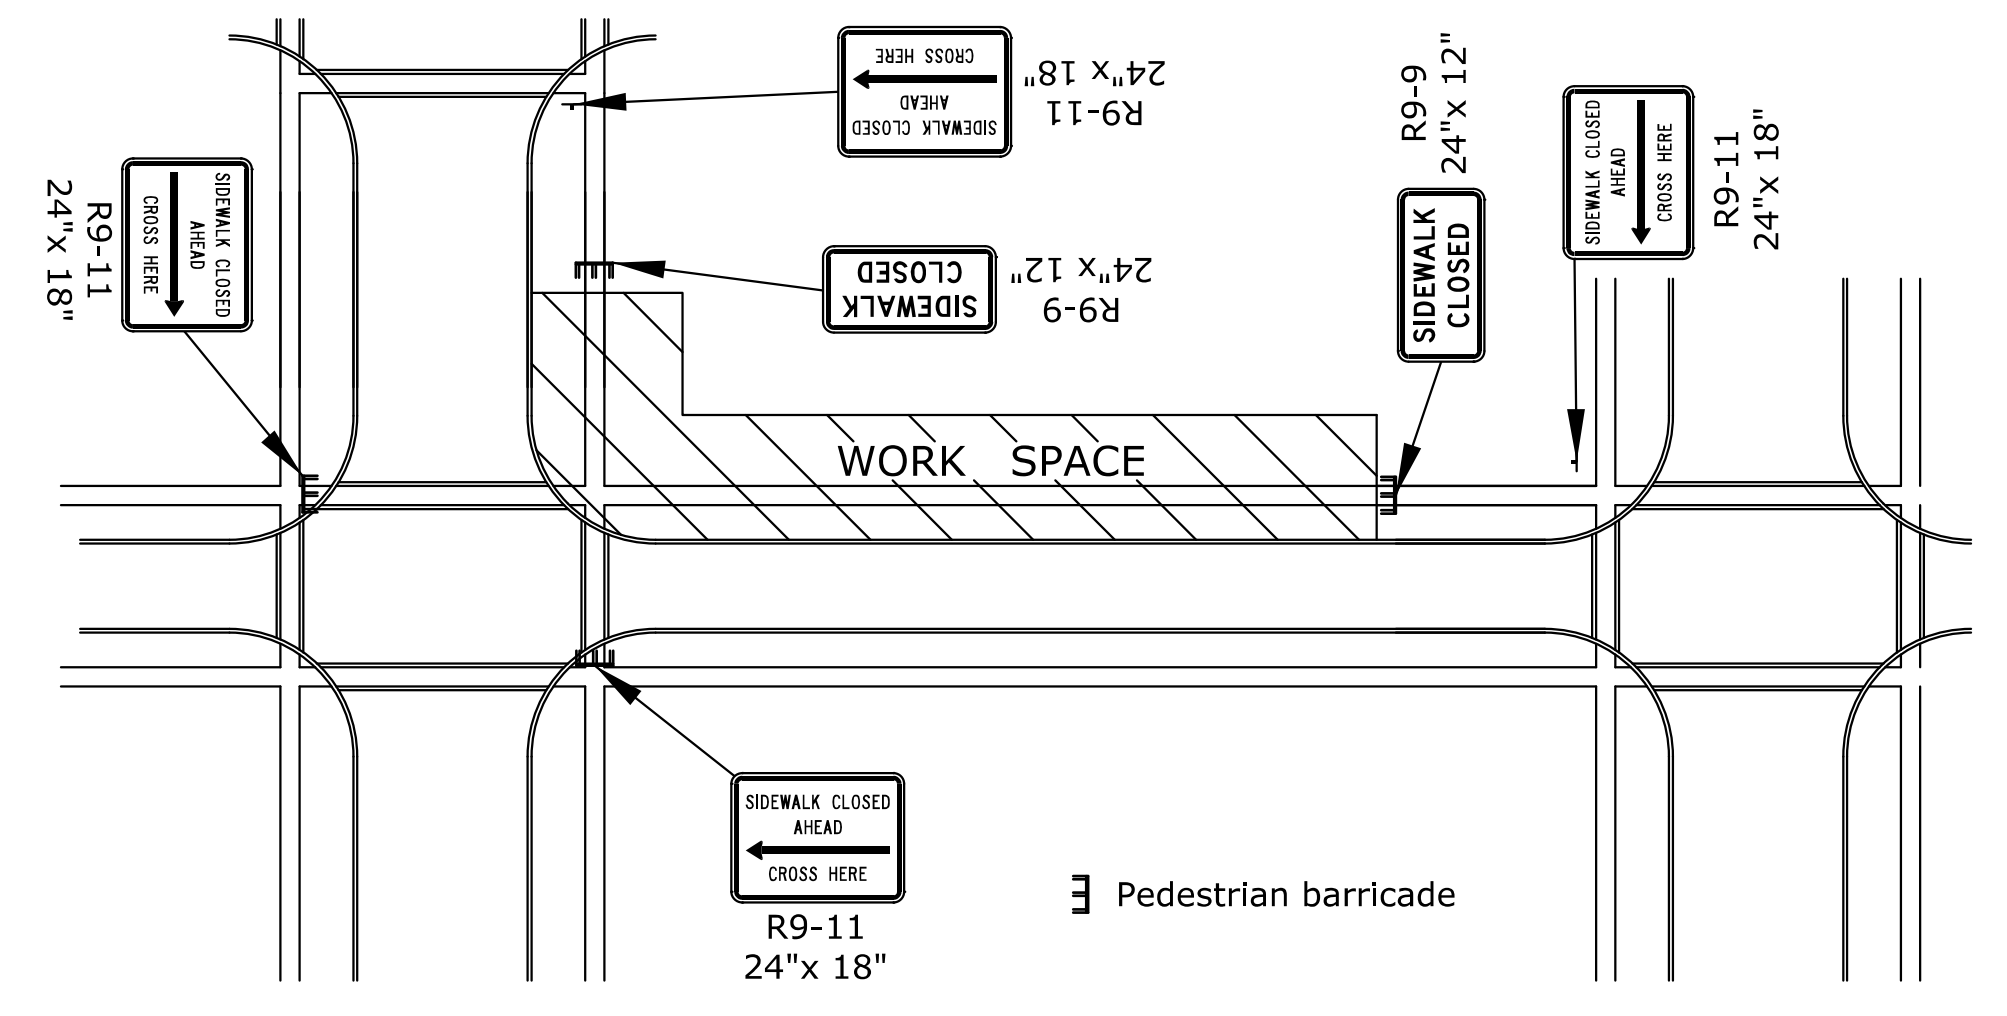 SIDEWALK CLOSED
AHEAD
CROSS HERE
R9-11
24"x 18"
SIDEWALK CLOSED
AHEAD
CROSS HERE
R9-11
24"x 18"
SIDEWALK
CLOSED
R9-9
24"x 12"
R9-9
24"x 12"
SIDEWALK
CLOSED
SIDEWALK CLOSED
AHEAD
CROSS HERE
R9-11
24"x 18"
WORK SPACE
SIDEWALK CLOSED
AHEAD
CROSS HERE
R9-11
24"x 18"
Pedestrian barricade